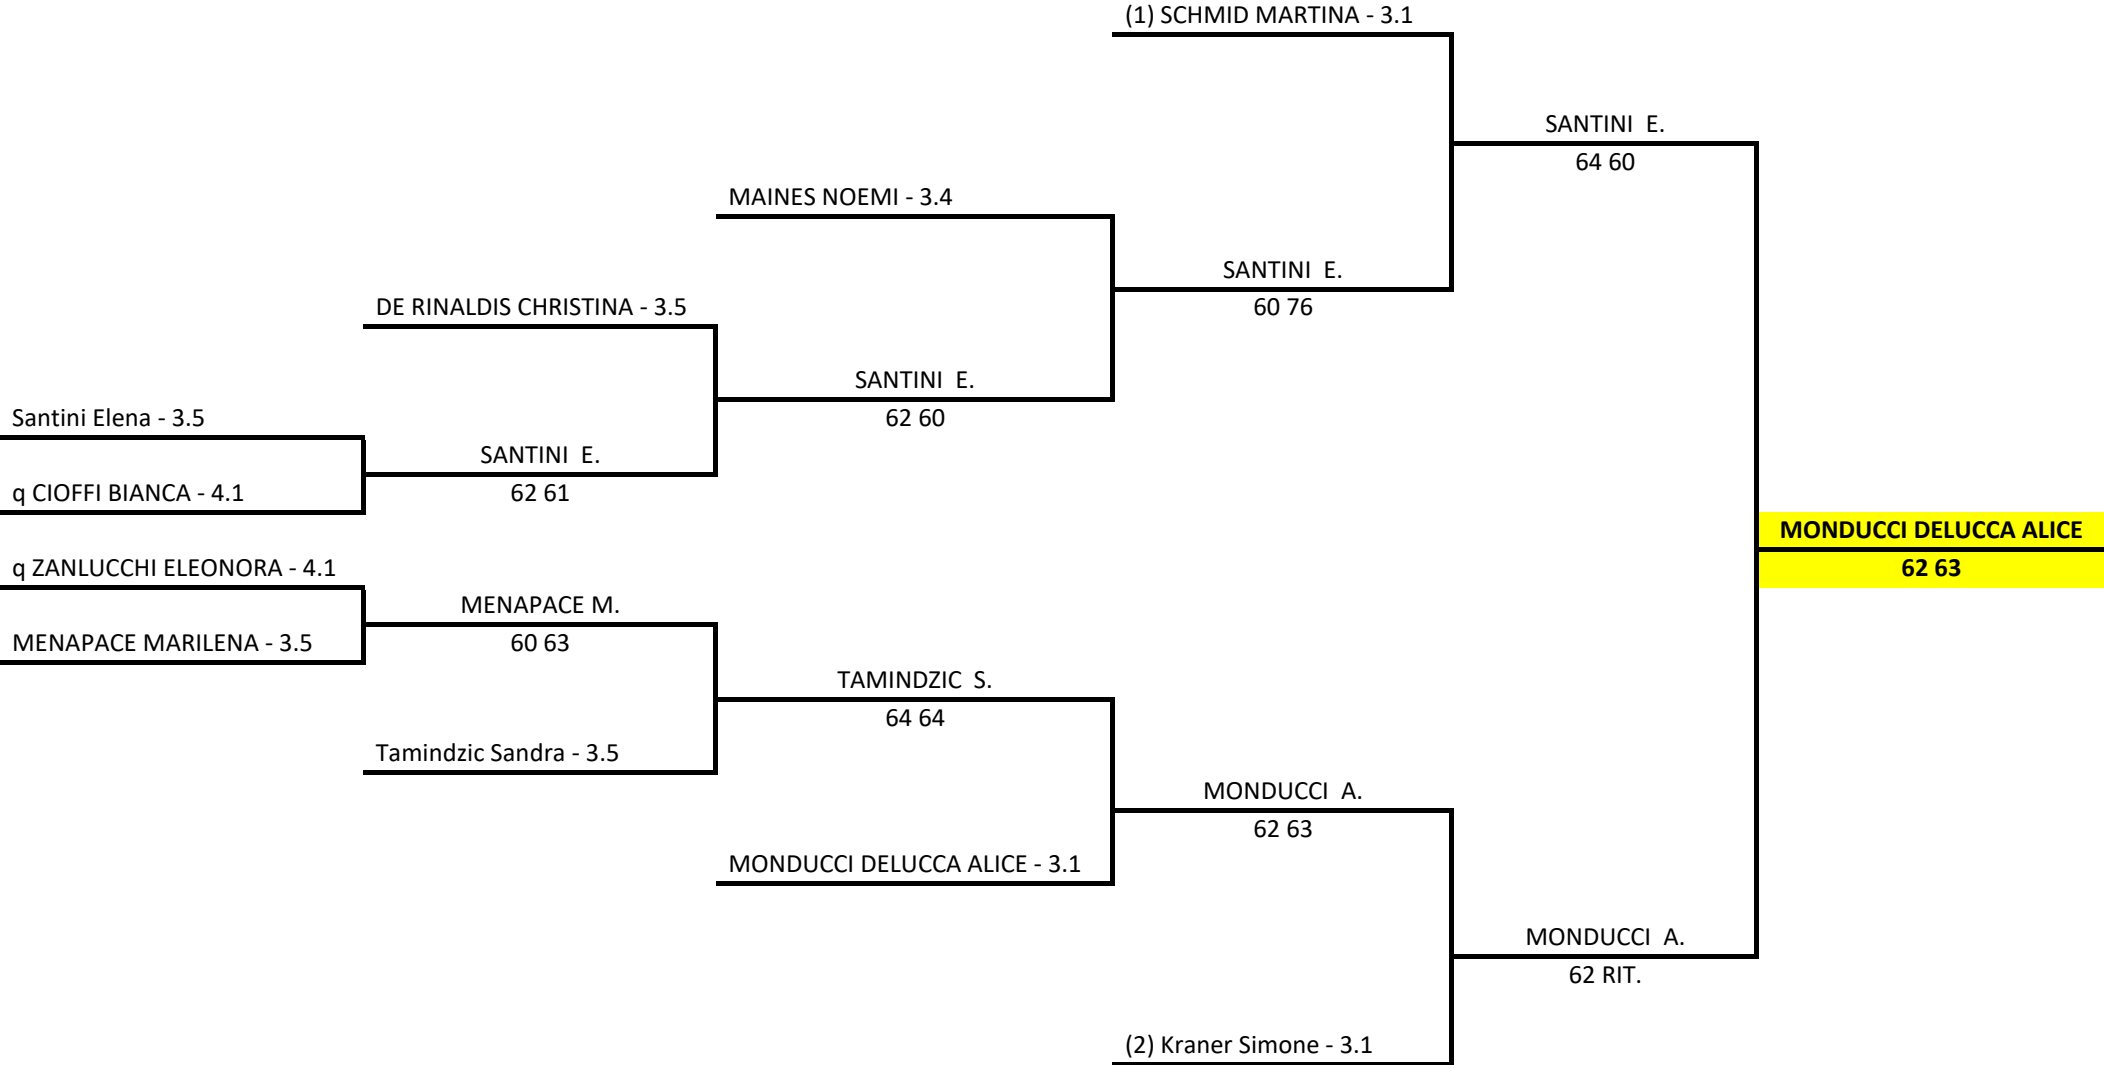 (1) SCHMID MARTINA - 3.1
SANTINI  E.
64 60
MAINES NOEMI - 3.4
SANTINI  E.
60 76
DE RINALDIS CHRISTINA - 3.5
SANTINI  E.
62 60
Santini Elena - 3.5
SANTINI  E.
62 61
q CIOFFI BIANCA - 4.1
MONDUCCI DELUCCA ALICE
62 63
q ZANLUCCHI ELEONORA - 4.1
MENAPACE M.
60 63
MENAPACE MARILENA - 3.5
TAMINDZIC  S.
64 64
Tamindzic Sandra - 3.5
MONDUCCI  A.
62 63
MONDUCCI DELUCCA ALICE - 3.1
MONDUCCI  A.
62 RIT.
(2) Kraner Simone - 3.1